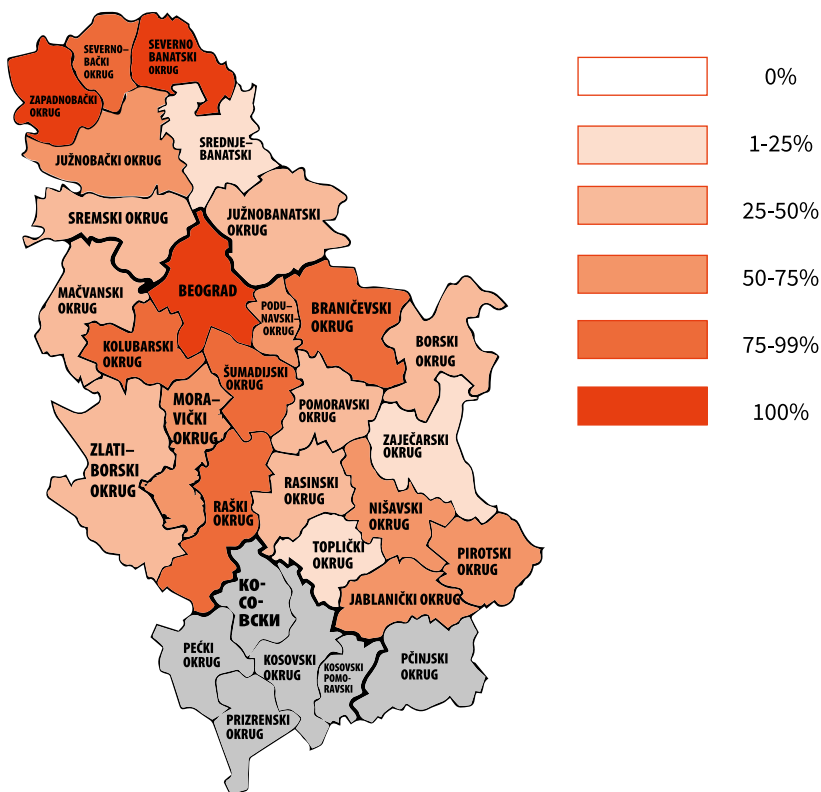 SEVERNO–
BAČKI
OKRUG
SEVERNO
BANATSKI
OKRUG
ZAPADNOBAČKI
OKRUG
JUŽNOBAČKI OKRUG
SREDNJE–
BANATSKI
SREMSKI OKRUG
JUŽNOBANATSKI
OKRUG
MAČVANSKI
OKRUG
BEOGRAD
PODU–
NAVSKI–
OKRUG
BRANIČEVSKI
OKRUG
KOLUBARSKI
OKRUG
BORSKI
OKRUG
ŠUMADIJSKI
OKRUG
MORA–
VIČKI
OKRUG
POMORAVSKI
OKRUG
ZAJEČARSKI
OKRUG
ZLATI–
BORSKI
OKRUG
RASINSKI
OKRUG
RAŠKI
OKRUG
NIŠAVSKI
OKRUG
TOPLIČKI
OKRUG
PIROTSKI
OKRUG
JABLANIČKI OKRUG
КО-
СО-
ВСКИ
PEĆKI
OKRUG
KOSOVSKI
OKRUG
KOSOVSKI
POMO-
RAVSKI
PČINJSKI
OKRUG
PRIZRENSKI
OKRUG
0%
1-25%
25-50%
50-75%
75-99%
100%